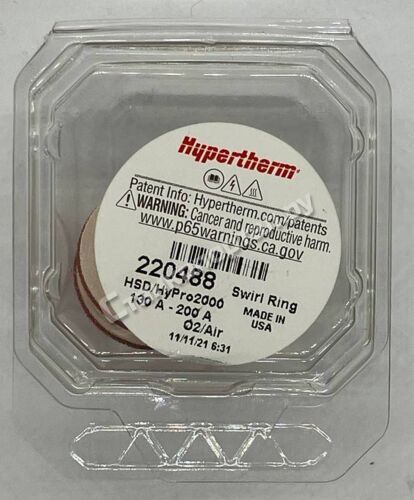 Hypertherm
Patent Info: Hypertherm.com/patents
WARNING: Cancer and reproductive harm.
www.p65warnings.ca.gov
220488 Swirl Ring
HSD/HyPro2000
130 A - 200 A
MADE IN
USA
O2/Air
11/11/21 6:31